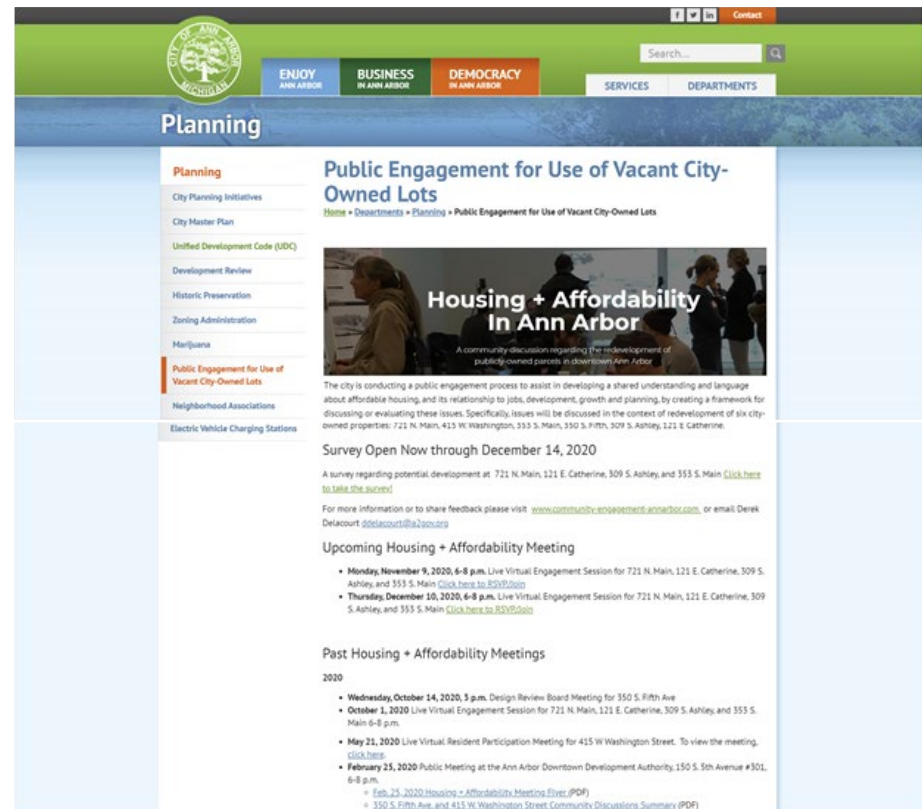 f
in
Contact
CITY OF ANN ARBOR
MICHIGAN
Search...
ENJOY
ANN ARBOR
BUSINESS
IN ANN ARBOR
DEMOCRACY
IN ANN ARBOR
SERVICES
DEPARTMENTS
Planning
Planning
City Planning Initiatives
City Master Plan
Unified Development Code (UDC)
Development Review
Historic Preservation
Zoning Administration
Marijuana
Public Engagement for Use of
Vacant City-Owned Lots
Neighborhood Associations
Electric Vehicle Charging Stations
Public Engagement for Use of Vacant City-
Owned Lots
Home » Departments » Planning » Public Engagement for Use of Vacant City-Owned Lots
Housing + Affordability
In Ann Arbor
A community discussion regarding the redevelopment of
publicly-owned parcels in downtown Ann Arbor
The city is conducting a public engagement process to assist in developing a shared understanding and language
about affordable housing, and its relationship to jobs, development, growth and planning, by creating a framework for
discussing or evaluating these issues. Specifically, issues will be discussed in the context of redevelopment of six city-
owned properties: 721 N. Main, 415 W. Washington, 353 S. Main, 350 S. Fifth, 309 S. Ashley, 121 E Catherine.
Survey Open Now through December 14, 2020
A survey regarding potential development at 721 N. Main, 121 E. Catherine, 309 S. Ashley, and 353 S. Main Click here
to take the survey!
For more information or to share feedback please visit www.community-engagement-annarbor.com or email Derek
Delacourt ddelacourt@a2gov.org
Upcoming Housing + Affordability Meeting
• Monday, November 9, 2020, 6-8 p.m. Live Virtual Engagement Session for 721 N. Main, 121 E. Catherine, 309 S.
Ashley, and 353 S. Main Click here to RSVP/Join
• Thursday, December 10, 2020, 6-8 p.m. Live Virtual Engagement Session for 721 N. Main, 121 E. Catherine, 309
S. Ashley, and 353 S. Main Click here to RSVP/Join
Past Housing + Affordability Meetings
2020
• Wednesday, October 14, 2020, 3 p.m. Design Review Board Meeting for 350 S. Fifth Ave
• October 1, 2020 Live Virtual Engagement Session for 721 N. Main, 121 E. Catherine, 309 S. Ashley, and 353 S.
Main 6-8 p.m.
• May 21, 2020 Live Virtual Resident Participation Meeting for 415 W Washington Street. To view the meeting,
click here.
• February 25, 2020 Public Meeting at the Ann Arbor Downtown Development Authority, 150 S. 5th Avenue #301,
6-8 p.m.
○ Feb. 25, 2020 Housing + Affordability Meeting Flyer (PDF)
○ 350 S. Fifth Ave. and 415 W. Washington Street Community Discussions Summary (PDF)